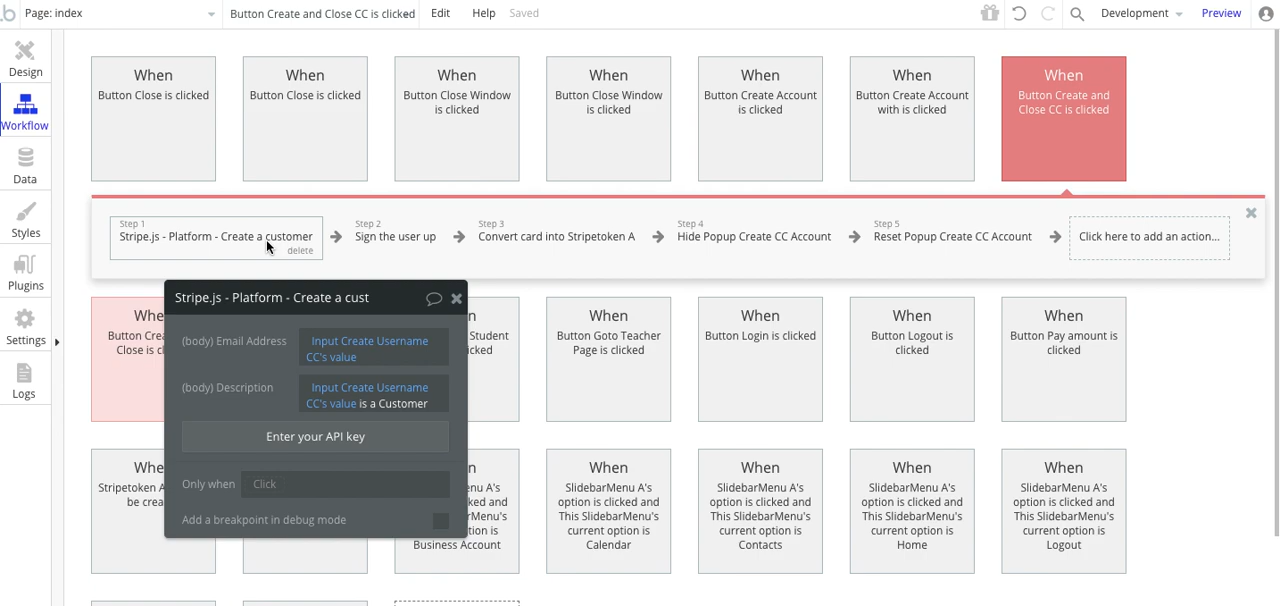 .b
Page: index
Button Create and Close CC is clicked
Edit
Help
Saved
Development
Preview
Design
Workflow
Data
Styles
Plugins
Settings
Logs
When
Button Close is clicked
When
Button Close is clicked
When
Button Close Window
is clicked
When
Button Close Window
is clicked
When
Button Create Account
is clicked
When
Button Create Account
with is clicked
When
Button Create and
Close CC is clicked
Step 1
Stripe.js - Platform - Create a customer
delete
Step 2
Sign the user up
Step 3
Convert card into Stripetoken A
Step 4
Hide Popup Create CC Account
Step 5
Reset Popup Create CC Account
Click here to add an action...
Stripe.js - Platform - Create a cust
(body) Email Address
Input Create Username
CC's value
(body) Description
Input Create Username
CC's value is a Customer
Enter your API key
Only when
Click
Add a breakpoint in debug mode
Student
When
Button Goto Teacher
Page is clicked
When
Button Login is clicked
When
Button Logout is
clicked
When
Button Pay amount is
clicked
Stripetoken A
be crea
Business Account
When
SlidebarMenu A's
option is clicked and
This SlidebarMenu's
current option is
Calendar
When
SlidebarMenu A's
option is clicked and
This SlidebarMenu's
current option is
Contacts
When
SlidebarMenu A's
option is clicked and
This SlidebarMenu's
current option is
Home
When
SlidebarMenu A's
option is clicked and
This SlidebarMenu's
current option is
Logout